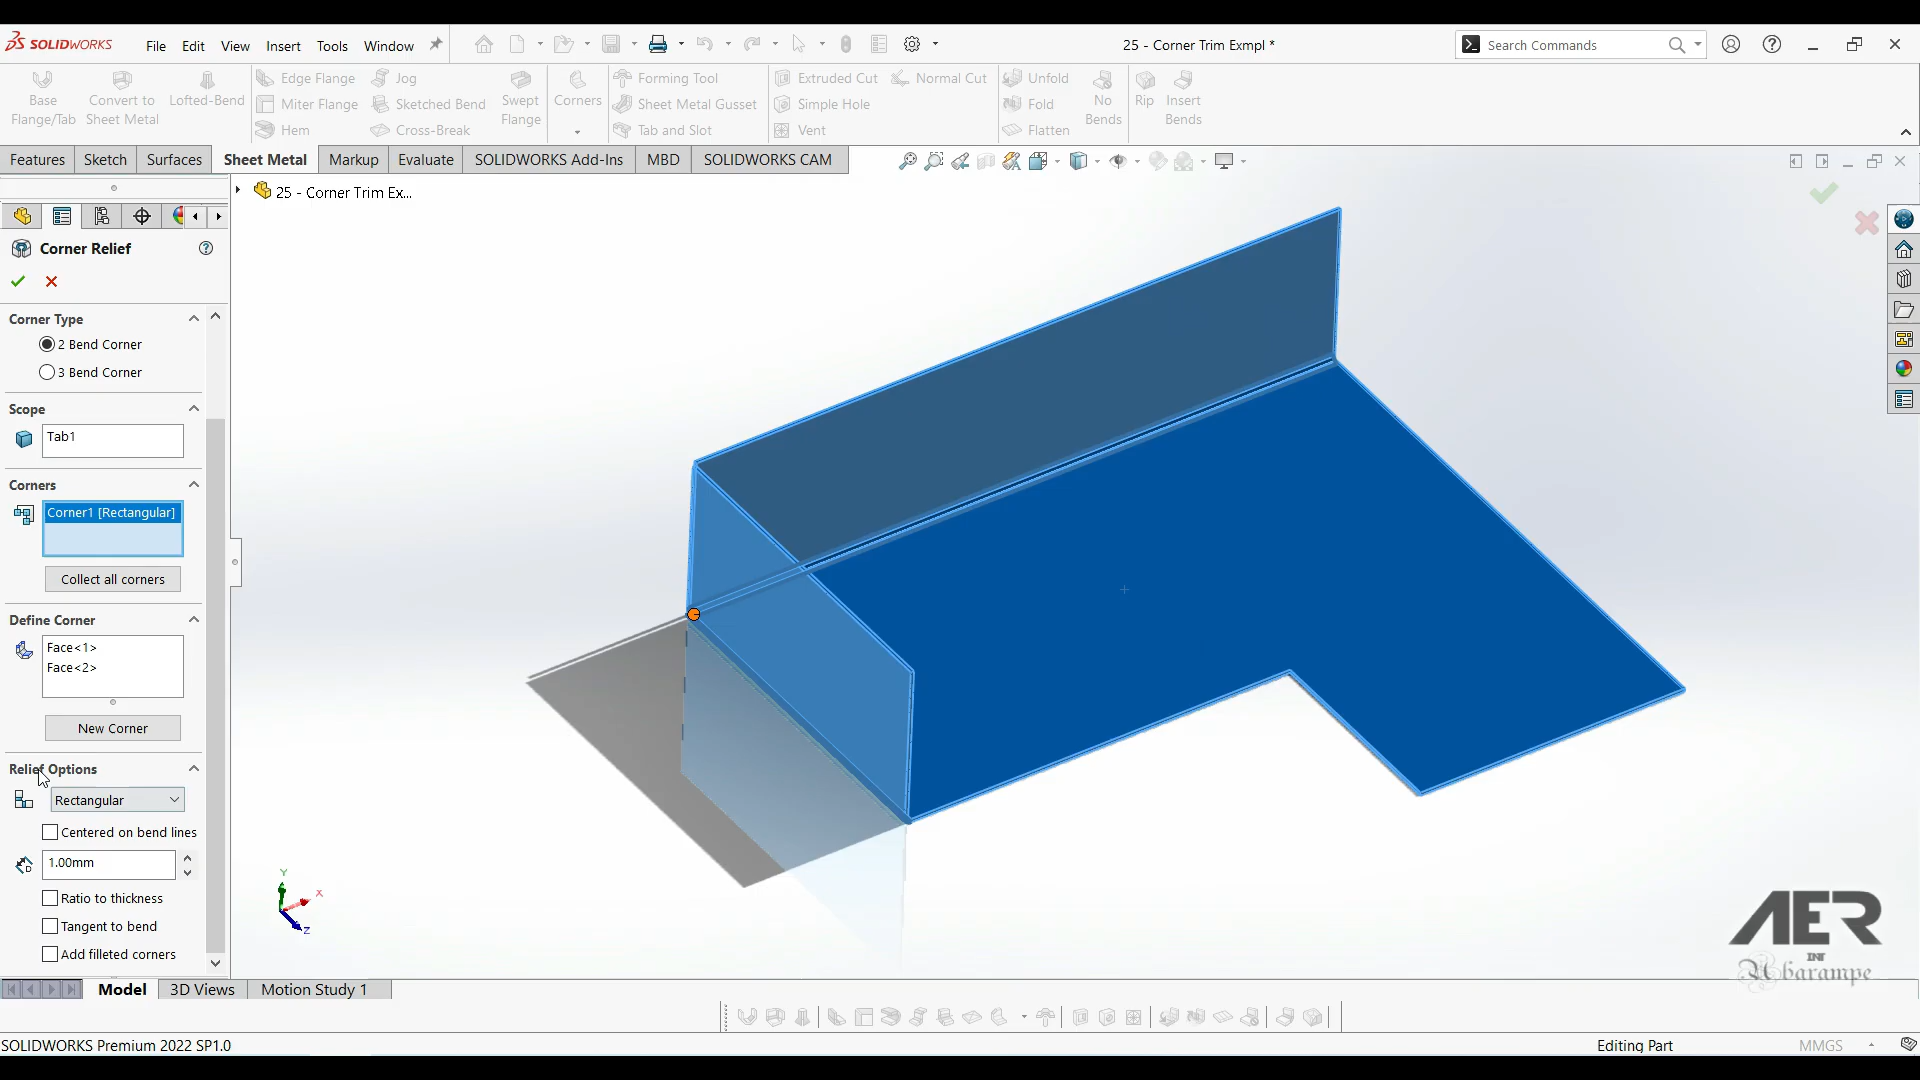 SOLIDWORKS
File Edit View Insert Tools Window
25 - Corner Trim Exmpl *
Search Commands
Base Flange/Tab
Convert to Sheet Metal
Lofted-Bend
Edge Flange
Miter Flange
Hem
Jog
Sketched Bend
Cross-Break
Swept Flange
Corners
Forming Tool
Sheet Metal Gusset
Tab and Slot
Extruded Cut
Simple Hole
Vent
Normal Cut
Unfold
Fold
Flatten
No Bends
Rip
Insert Bends
Features Sketch Surfaces Sheet Metal Markup Evaluate SOLIDWORKS Add-Ins MBD SOLIDWORKS CAM
25 - Corner Trim Ex...
Corner Relief
Corner Type
2 Bend Corner
3 Bend Corner
Scope
Tab1
Corners
Corner1 [Rectangular]
Collect all corners
Define Corner
Face<1>
Face<2>
New Corner
Relief Options
Rectangular
Centered on bend lines
1.00mm
Ratio to thickness
Tangent to bend
Add filleted corners
Y
X
Z
AER
INT
Abarampe
Model 3D Views Motion Study 1
SOLIDWORKS Premium 2022 SP1.0
Editing Part
MMGS